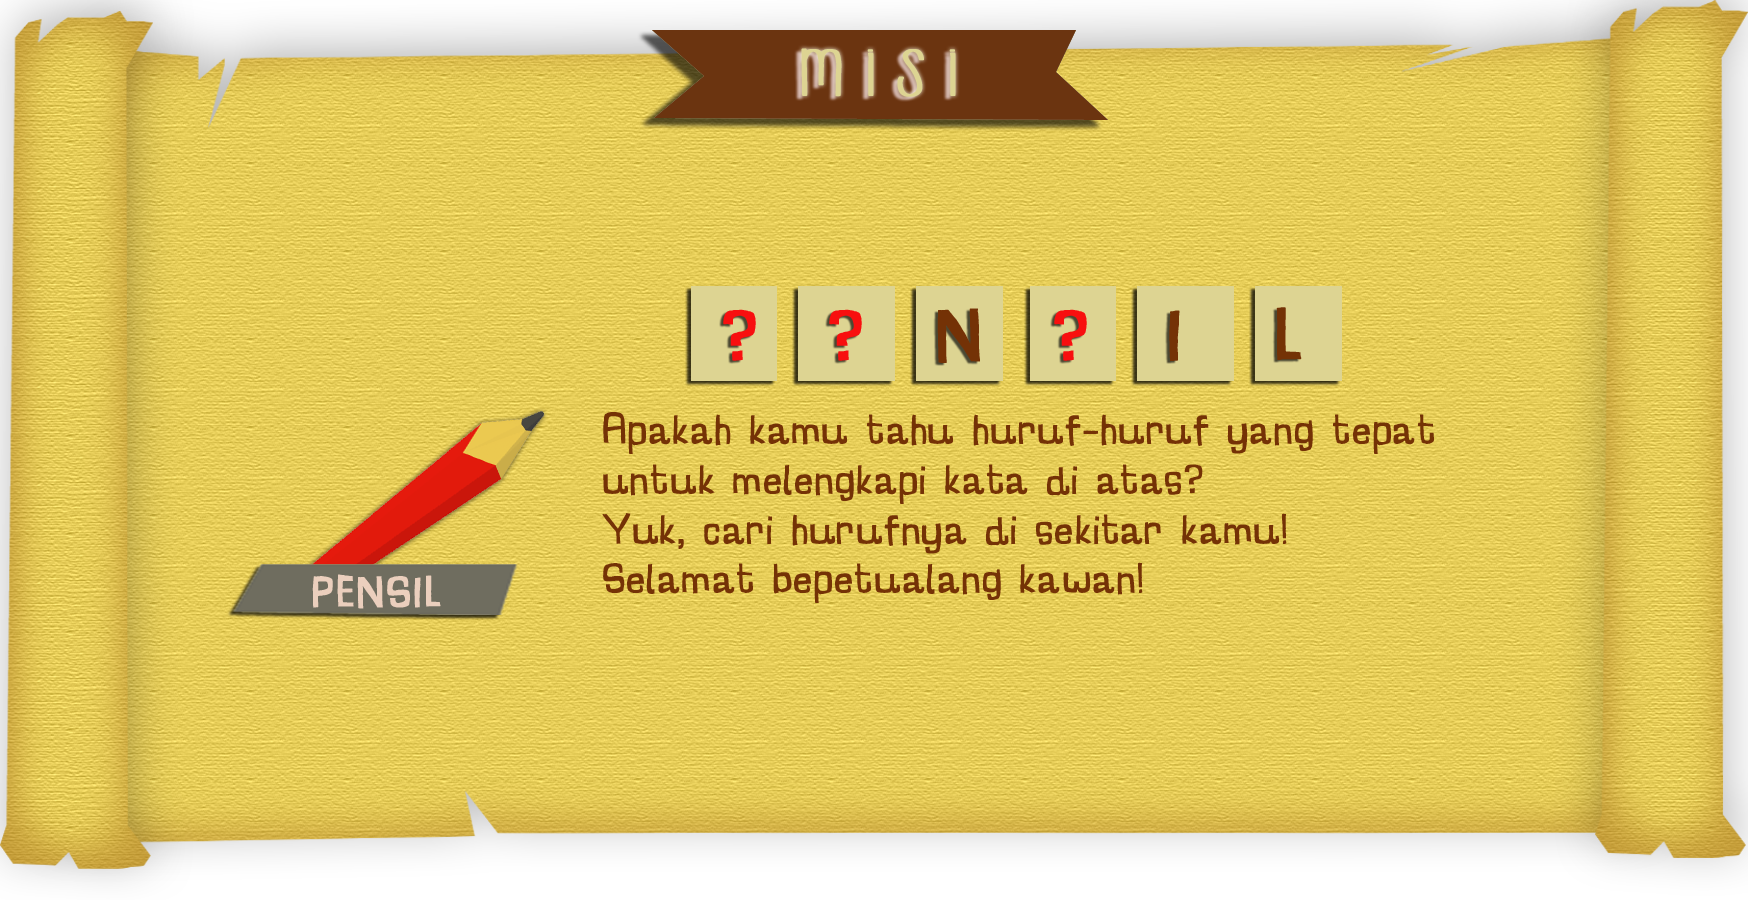 MISI
? ? N ? I L
Apakah kamu tahu huruf-huruf yang tepat
untuk melengkapi kata di atas?
Yuk, cari hurufnya di sekitar kamu!
Selamat bepetualang kawan!
PENSIL